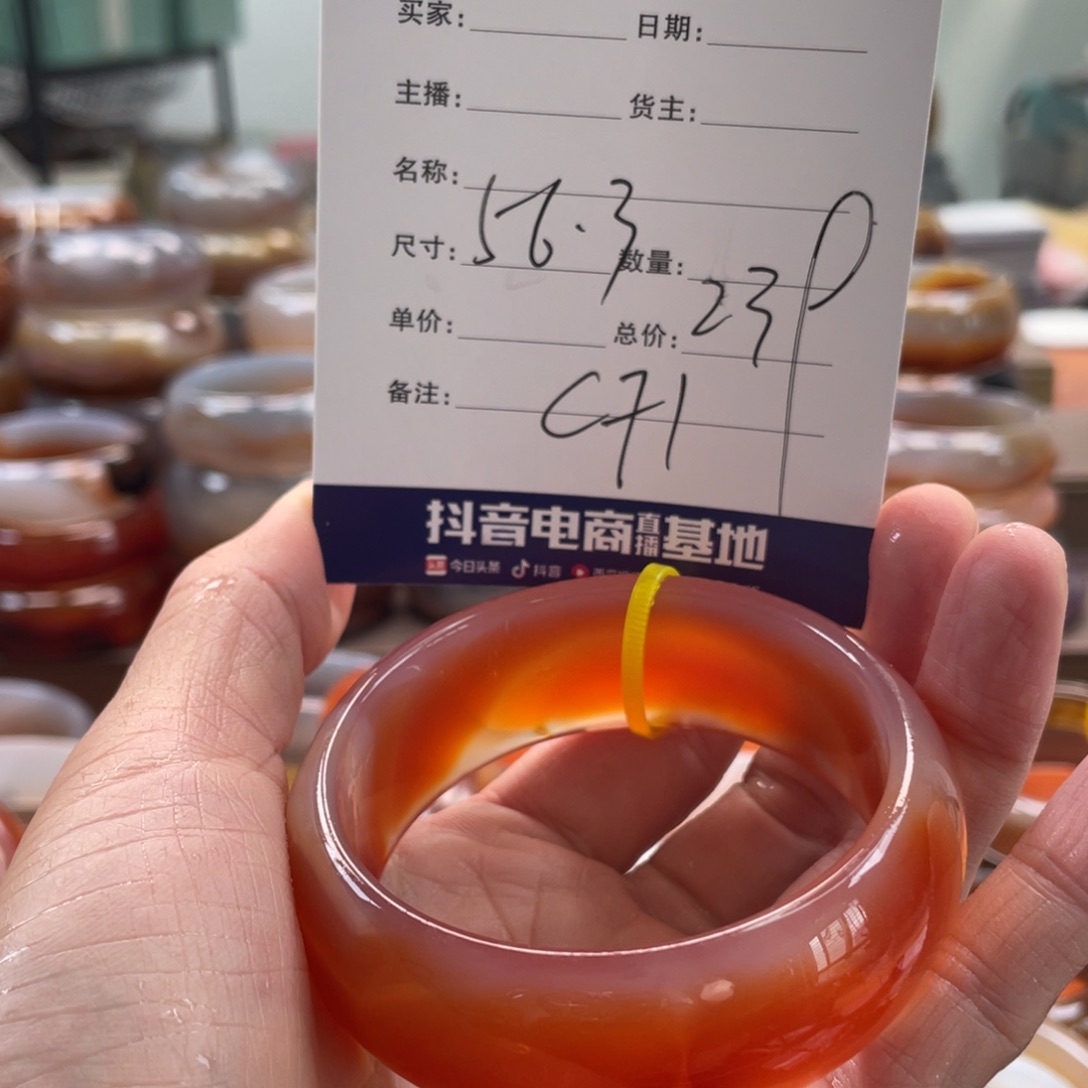 买家: 日期:
主播: 货主:
名称:
尺寸: 56.3 数量:
单价: 总价: 23
备注: C71
抖音电商直播基地
今日头条 抖音